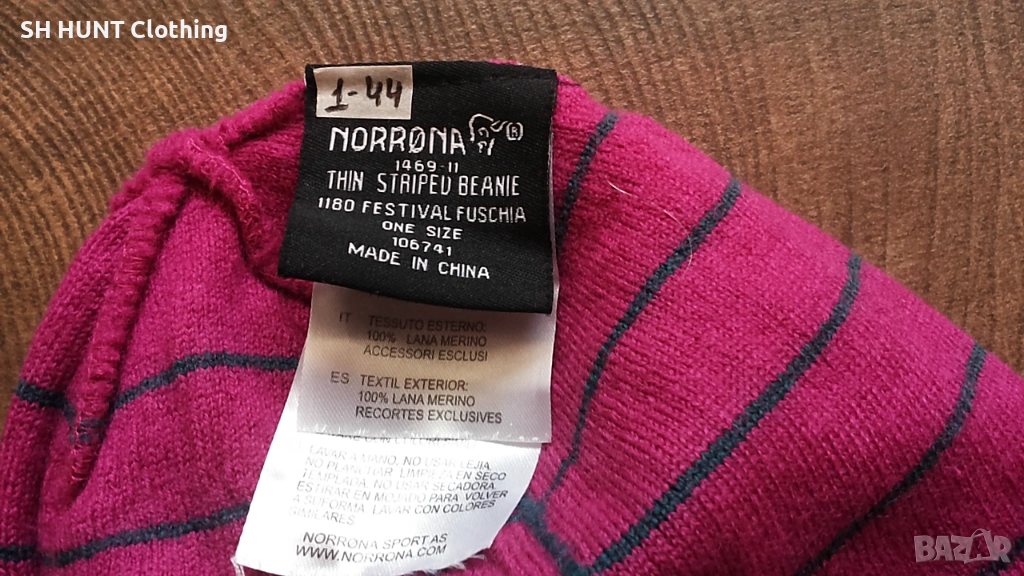 SH HUNT Clothing
1-44
NORRØNA ®
1469-11
THIN STRIPED BEANIE
1180 FESTIVAL FUSCHIA
ONE SIZE
106741
MADE IN CHINA
IT TESSUTO ESTERNO:
100% LANA MERINO
ACCESSORI ESCLUSI
ES TEXTIL EXTERIOR:
100% LANA MERINO
RECORTES EXCLUSIVES
LAVAR A MANO, NO USAR LEJIA,
NO PLANCHAR, LIMPIEZA EN SECO
TEMPLADA, NO USAR SECADORA,
ESTIRAR EN MOJADO PARA VOLVER
A SU FORMA, LAVAR CON COLORES
SIMILARES
NORRONA SPORT AS
WWW.NORRONA.COM
BAZAR